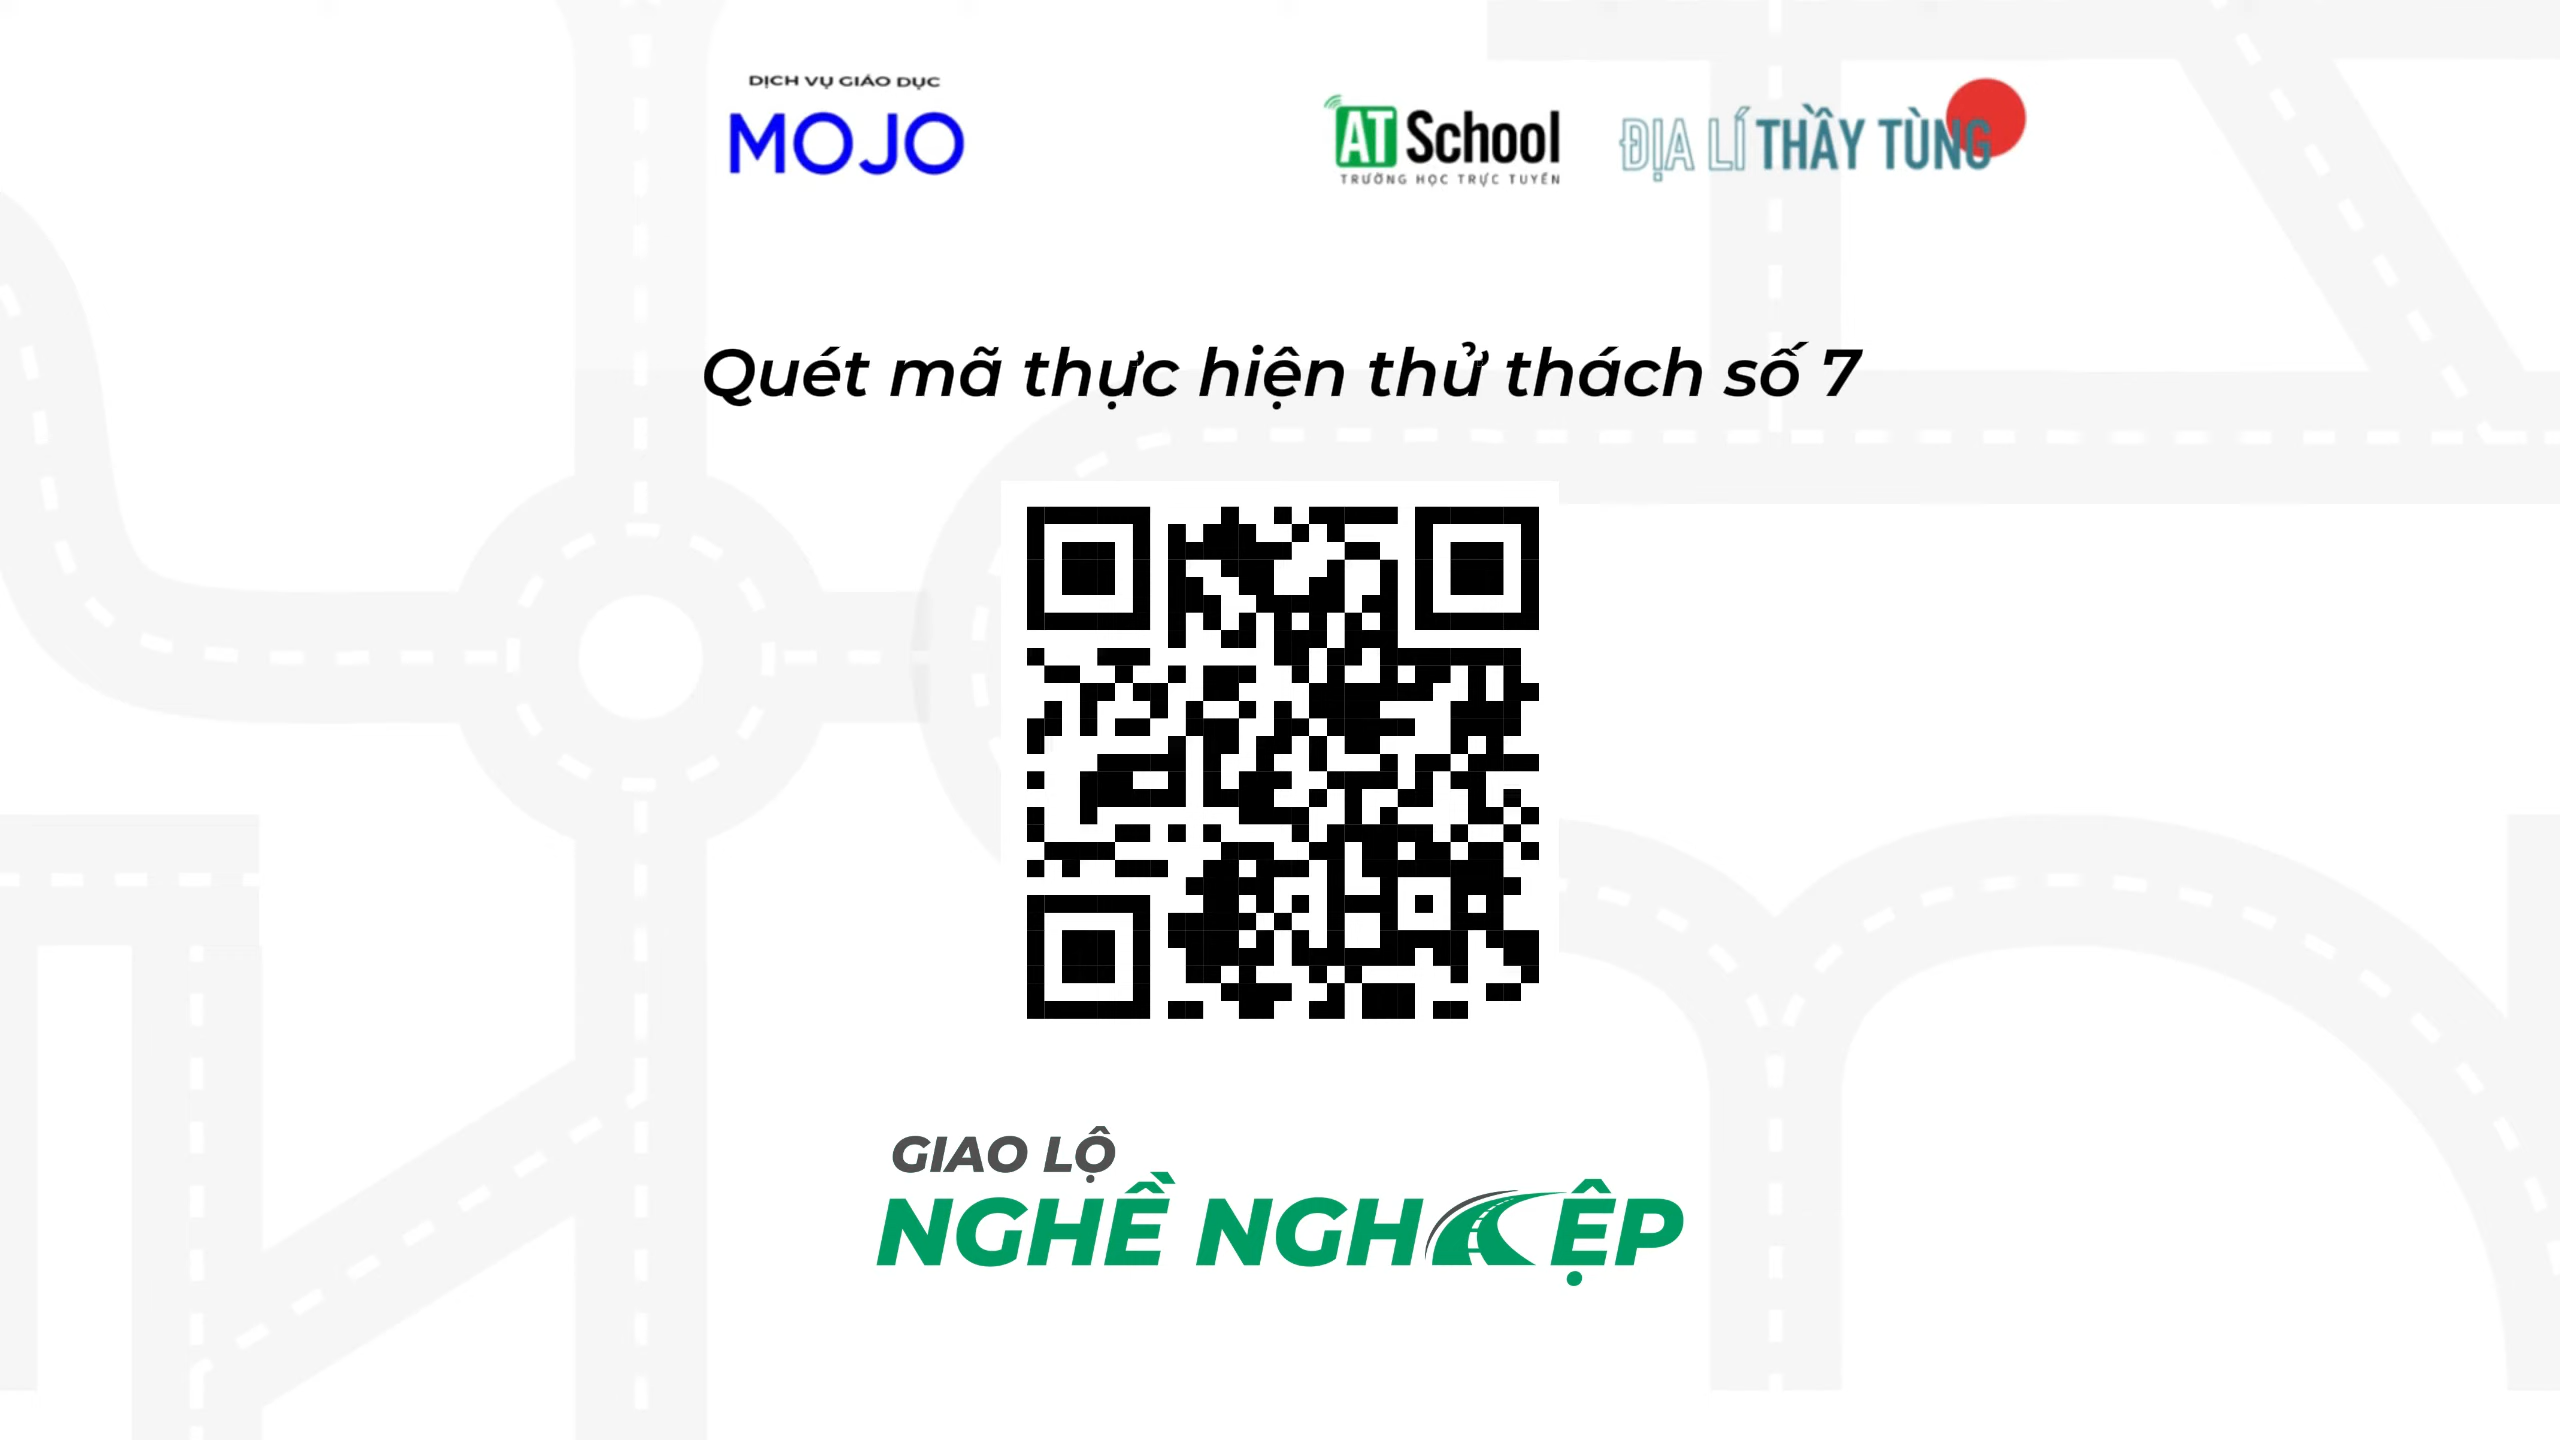 DỊCH VỤ GIÁO DỤC
MOJO
AT School
TRƯỜNG HỌC TRỰC TUYẾN
ĐỊA LÍ THẦY TÙNG
Quét mã thực hiện thử thách số 7
GIAO LỘ
NGHỀ NGHIỆP